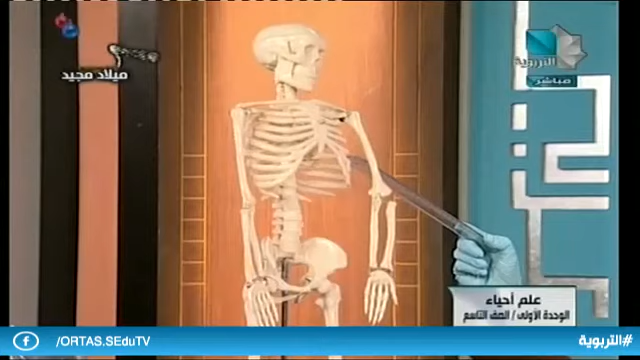 ميلاد مجيد
التربوية
مباشر
علم أحياء
الوحدة الأولى / الصف التاسع
/ORTAS.SEduTV
#التربوية